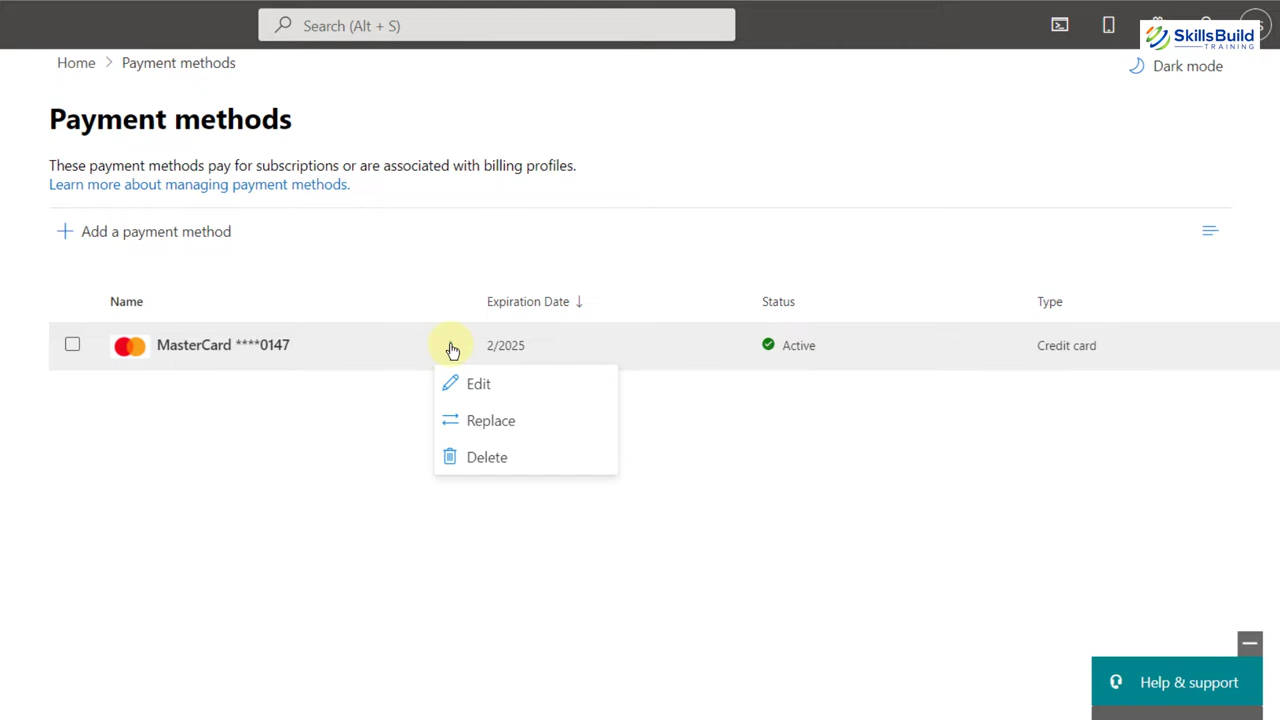 Search (Alt + S)
SkillsBuild
TRAINING
Home > Payment methods
Dark mode
Payment methods
These payment methods pay for subscriptions or are associated with billing profiles.
Learn more about managing payment methods.
+ Add a payment method
Name Expiration Date ↓ Status Type
MasterCard ****0147 2/2025 Active Credit card
Edit
Replace
Delete
Help & support